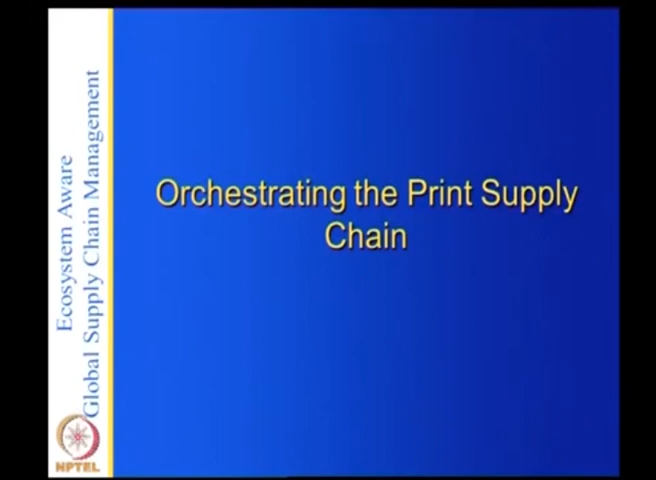 Orchestrating the Print Supply
Chain
Ecosystem Aware
Global Supply Chain Management
NPTEL